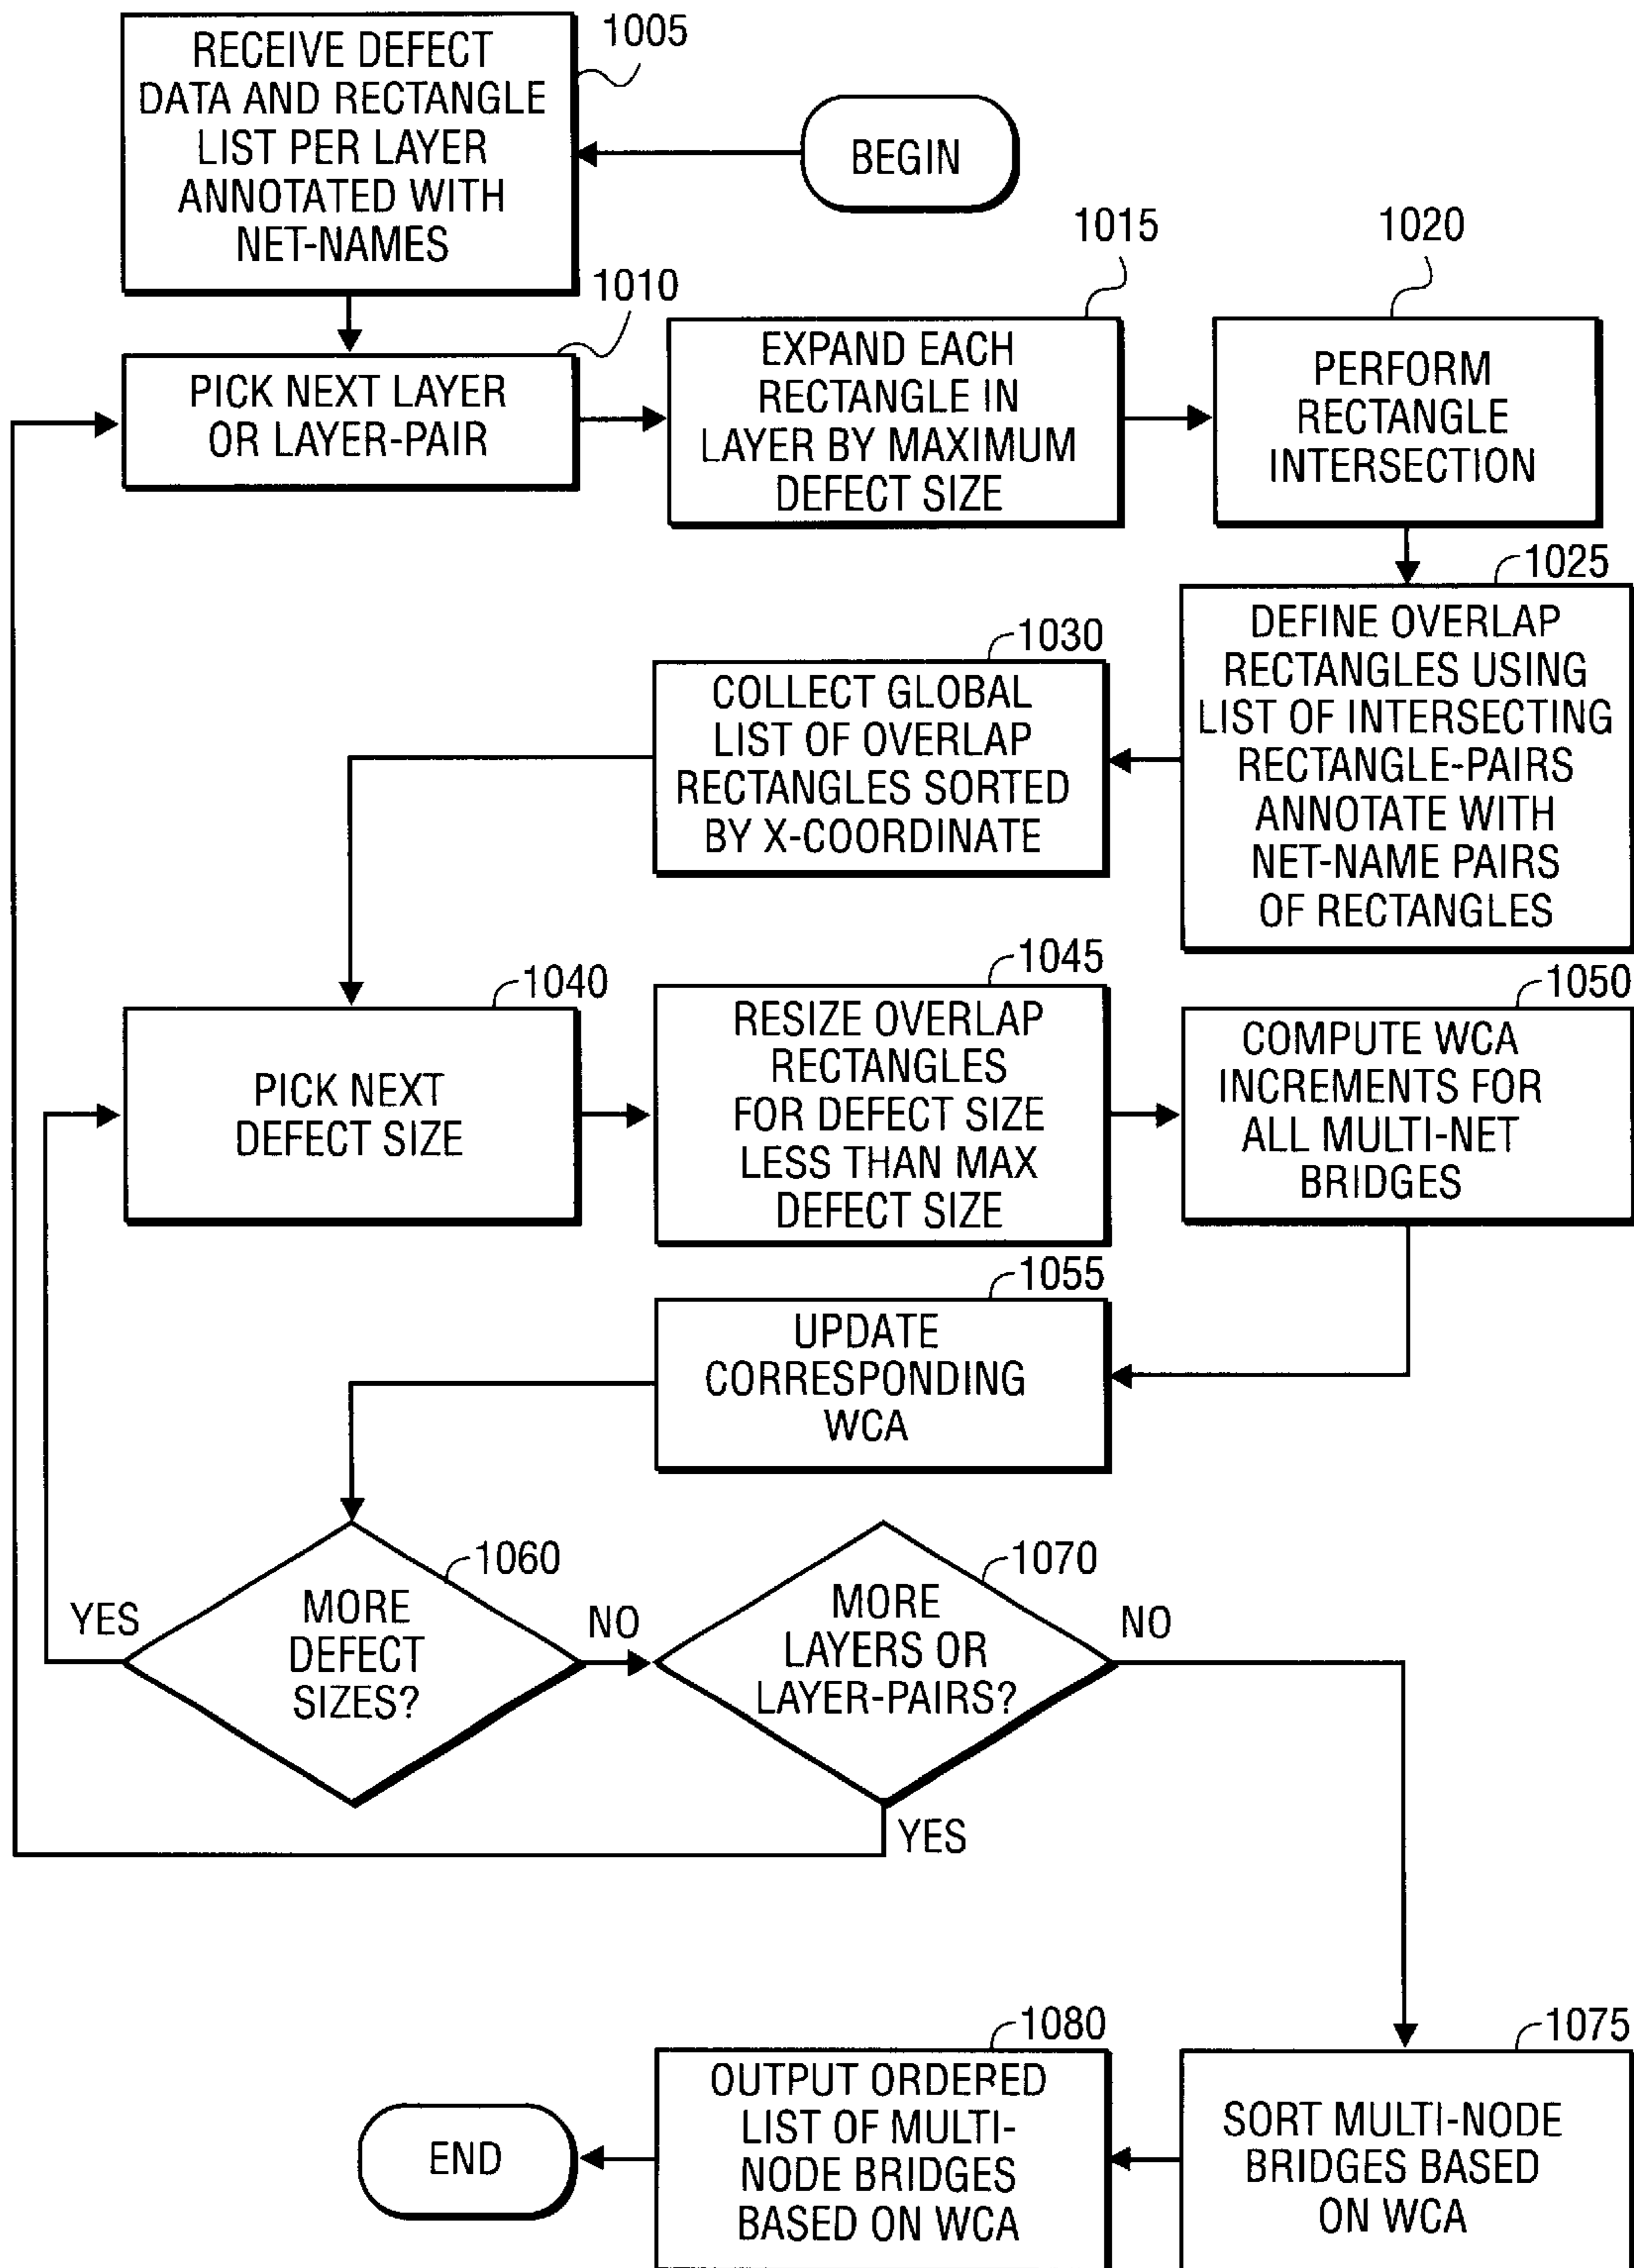 RECEIVE DEFECT
DATA AND RECTANGLE
LIST PER LAYER
ANNOTATED WITH
NET-NAMES
1005
BEGIN
1010
PICK NEXT LAYER
OR LAYER-PAIR
1015
EXPAND EACH
RECTANGLE IN
LAYER BY MAXIMUM
DEFECT SIZE
1020
PERFORM
RECTANGLE
INTERSECTION
1025
DEFINE OVERLAP
RECTANGLES USING
LIST OF INTERSECTING
RECTANGLE-PAIRS
ANNOTATE WITH
NET-NAME PAIRS
OF RECTANGLES
1030
COLLECT GLOBAL
LIST OF OVERLAP
RECTANGLES SORTED
BY X-COORDINATE
1040
PICK NEXT
DEFECT SIZE
1045
RESIZE OVERLAP
RECTANGLES
FOR DEFECT SIZE
LESS THAN MAX
DEFECT SIZE
1050
COMPUTE WCA
INCREMENTS FOR
ALL MULTI-NET
BRIDGES
1055
UPDATE
CORRESPONDING
WCA
1060
MORE
DEFECT
SIZES?
YES
NO
1070
MORE
LAYERS OR
LAYER-PAIRS?
NO
YES
1075
SORT MULTI-NODE
BRIDGES BASED
ON WCA
1080
OUTPUT ORDERED
LIST OF MULTI-
NODE BRIDGES
BASED ON WCA
END